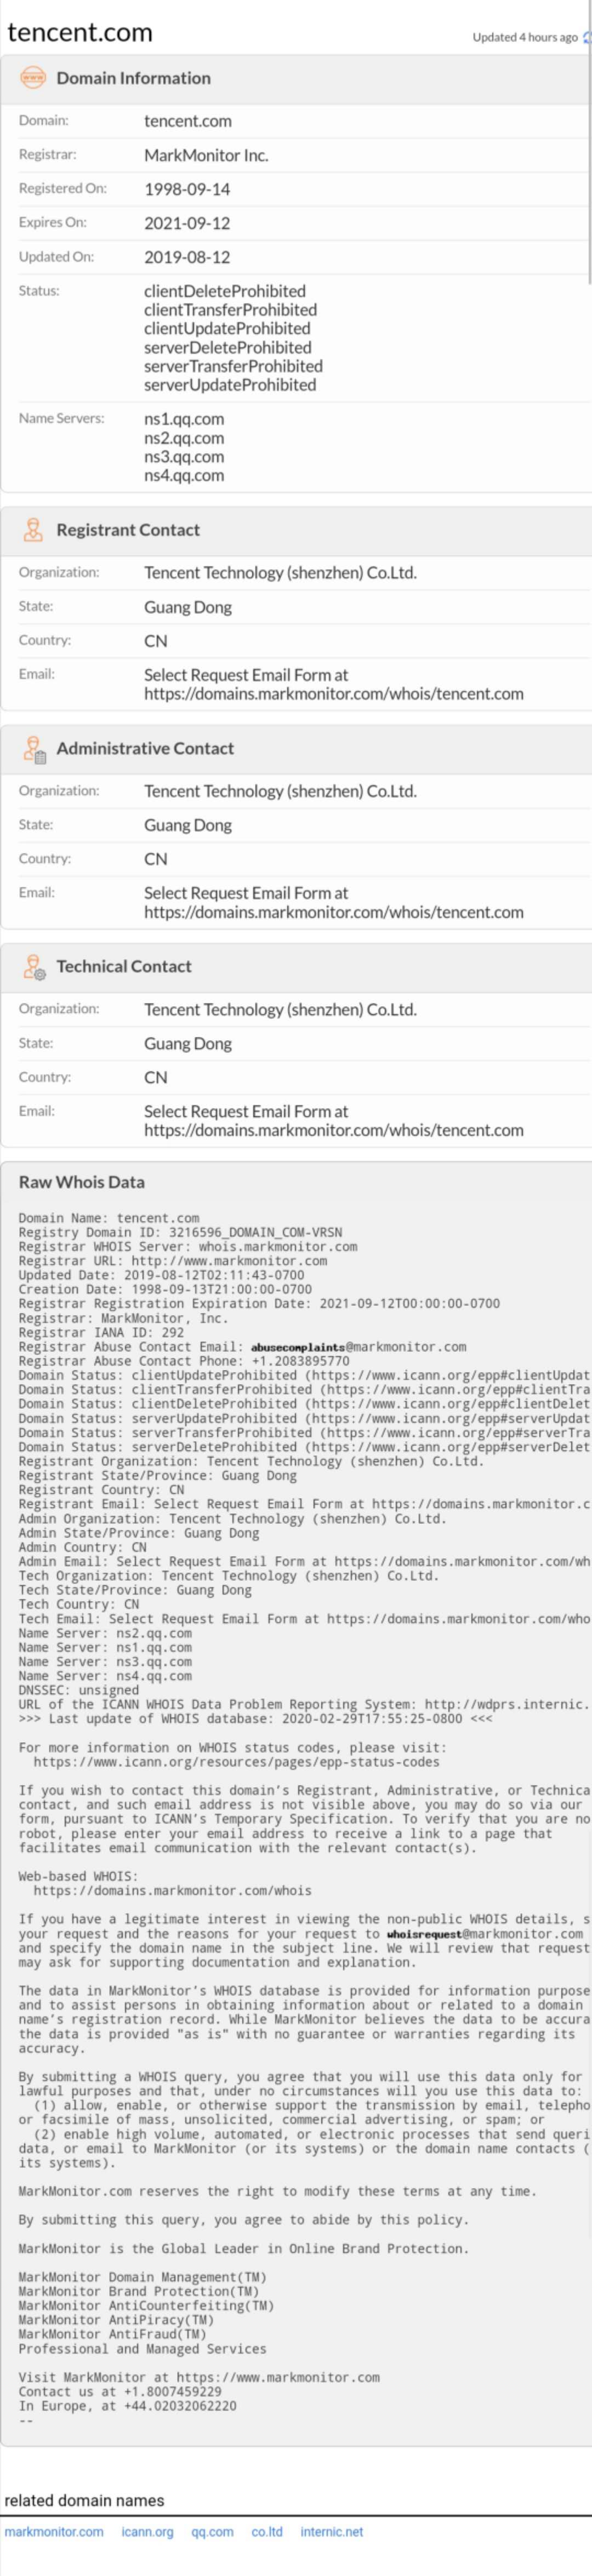 tencent.com
Updated 4 hours ago
Domain Information
Domain: tencent.com
Registrar: MarkMonitor Inc.
Registered On: 1998-09-14
Expires On: 2021-09-12
Updated On: 2019-08-12
Status: clientDeleteProhibited
clientTransferProhibited
clientUpdateProhibited
serverDeleteProhibited
serverTransferProhibited
serverUpdateProhibited
Name Servers: ns1.qq.com
ns2.qq.com
ns3.qq.com
ns4.qq.com
Registrant Contact
Organization: Tencent Technology (shenzhen) Co.Ltd.
State: Guang Dong
Country: CN
Email: Select Request Email Form at
https://domains.markmonitor.com/whois/tencent.com
Administrative Contact
Organization: Tencent Technology (shenzhen) Co.Ltd.
State: Guang Dong
Country: CN
Email: Select Request Email Form at
https://domains.markmonitor.com/whois/tencent.com
Technical Contact
Organization: Tencent Technology (shenzhen) Co.Ltd.
State: Guang Dong
Country: CN
Email: Select Request Email Form at
https://domains.markmonitor.com/whois/tencent.com
Raw Whois Data
Domain Name: tencent.com
Registry Domain ID: 3216596_DOMAIN_COM-VRSN
Registrar WHOIS Server: whois.markmonitor.com
Registrar URL: http://www.markmonitor.com
Updated Date: 2019-08-12T02:11:43-0700
Creation Date: 1998-09-13T21:00:00-0700
Registrar Registration Expiration Date: 2021-09-12T00:00:00-0700
Registrar: MarkMonitor, Inc.
Registrar IANA ID: 292
Registrar Abuse Contact Email: abusecomplaints@markmonitor.com
Registrar Abuse Contact Phone: +1.2083895770
Domain Status: clientUpdateProhibited (https://www.icann.org/epp#clientUpdat
Domain Status: clientTransferProhibited (https://www.icann.org/epp#clientTra
Domain Status: clientDeleteProhibited (https://www.icann.org/epp#clientDelet
Domain Status: serverUpdateProhibited (https://www.icann.org/epp#serverUpdat
Domain Status: serverTransferProhibited (https://www.icann.org/epp#serverTra
Domain Status: serverDeleteProhibited (https://www.icann.org/epp#serverDelet
Registrant Organization: Tencent Technology (shenzhen) Co.Ltd.
Registrant State/Province: Guang Dong
Registrant Country: CN
Registrant Email: Select Request Email Form at https://domains.markmonitor.c
Admin Organization: Tencent Technology (shenzhen) Co.Ltd.
Admin State/Province: Guang Dong
Admin Country: CN
Admin Email: Select Request Email Form at https://domains.markmonitor.com/wh
Tech Organization: Tencent Technology (shenzhen) Co.Ltd.
Tech State/Province: Guang Dong
Tech Country: CN
Tech Email: Select Request Email Form at https://domains.markmonitor.com/who
Name Server: ns2.qq.com
Name Server: ns1.qq.com
Name Server: ns3.qq.com
Name Server: ns4.qq.com
DNSSEC: unsigned
URL of the ICANN WHOIS Data Problem Reporting System: http://wdprs.internic.
>>> Last update of WHOIS database: 2020-02-29T17:55:25-0800 <<<
For more information on WHOIS status codes, please visit:
https://www.icann.org/resources/pages/epp-status-codes
If you wish to contact this domain's Registrant, Administrative, or Technica
contact, and such email address is not visible above, you may do so via our
form, pursuant to ICANN's Temporary Specification. To verify that you are no
robot, please enter your email address to receive a link to a page that
facilitates email communication with the relevant contact(s).
Web-based WHOIS:
https://domains.markmonitor.com/whois
If you have a legitimate interest in viewing the non-public WHOIS details, s
your request and the reasons for your request to whoisrequest@markmonitor.com
and specify the domain name in the subject line. We will review that request
may ask for supporting documentation and explanation.
The data in MarkMonitor's WHOIS database is provided for information purpose
and to assist persons in obtaining information about or related to a domain
name's registration record. While MarkMonitor believes the data to be accura
the data is provided "as is" with no guarantee or warranties regarding its
accuracy.
By submitting a WHOIS query, you agree that you will use this data only for
lawful purposes and that, under no circumstances will you use this data to:
(1) allow, enable, or otherwise support the transmission by email, telepho
or facsimile of mass, unsolicited, commercial advertising, or spam; or
(2) enable high volume, automated, or electronic processes that send queri
data, or email to MarkMonitor (or its systems) or the domain name contacts (
its systems).
MarkMonitor.com reserves the right to modify these terms at any time.
By submitting this query, you agree to abide by this policy.
MarkMonitor is the Global Leader in Online Brand Protection.
MarkMonitor Domain Management(TM)
MarkMonitor Brand Protection(TM)
MarkMonitor AntiCounterfeiting(TM)
MarkMonitor AntiPiracy(TM)
MarkMonitor AntiFraud(TM)
Professional and Managed Services
Visit MarkMonitor at https://www.markmonitor.com
Contact us at +1.8007459229
In Europe, at +44.02032062220
--
related domain names
markmonitor.com icann.org qq.com co.ltd internic.net